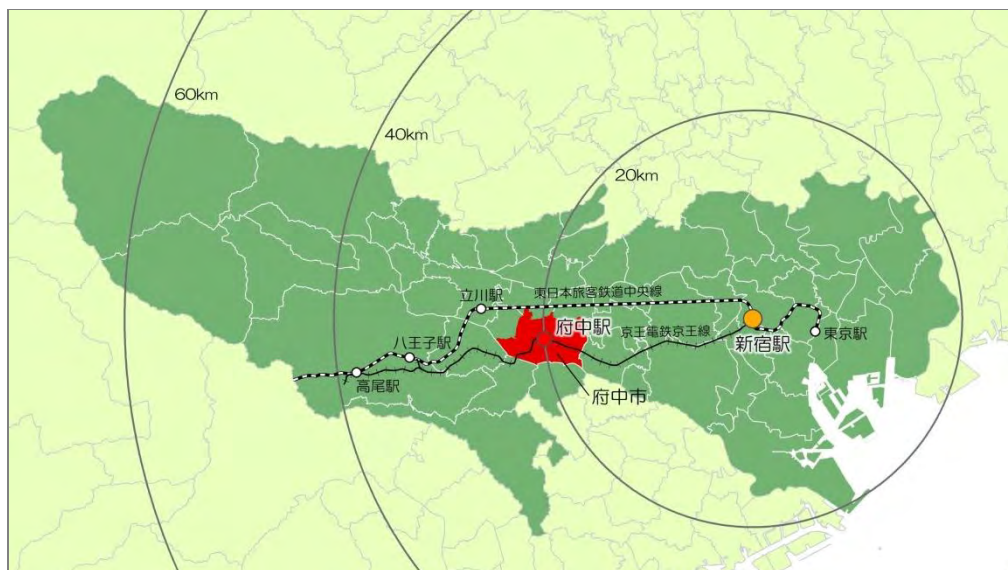 60km
40km
20km
立川駅
東日本旅客鉄道中央線
府中駅
京王電鉄京王線
新宿駅
東京駅
八王子駅
高尾駅
府中市